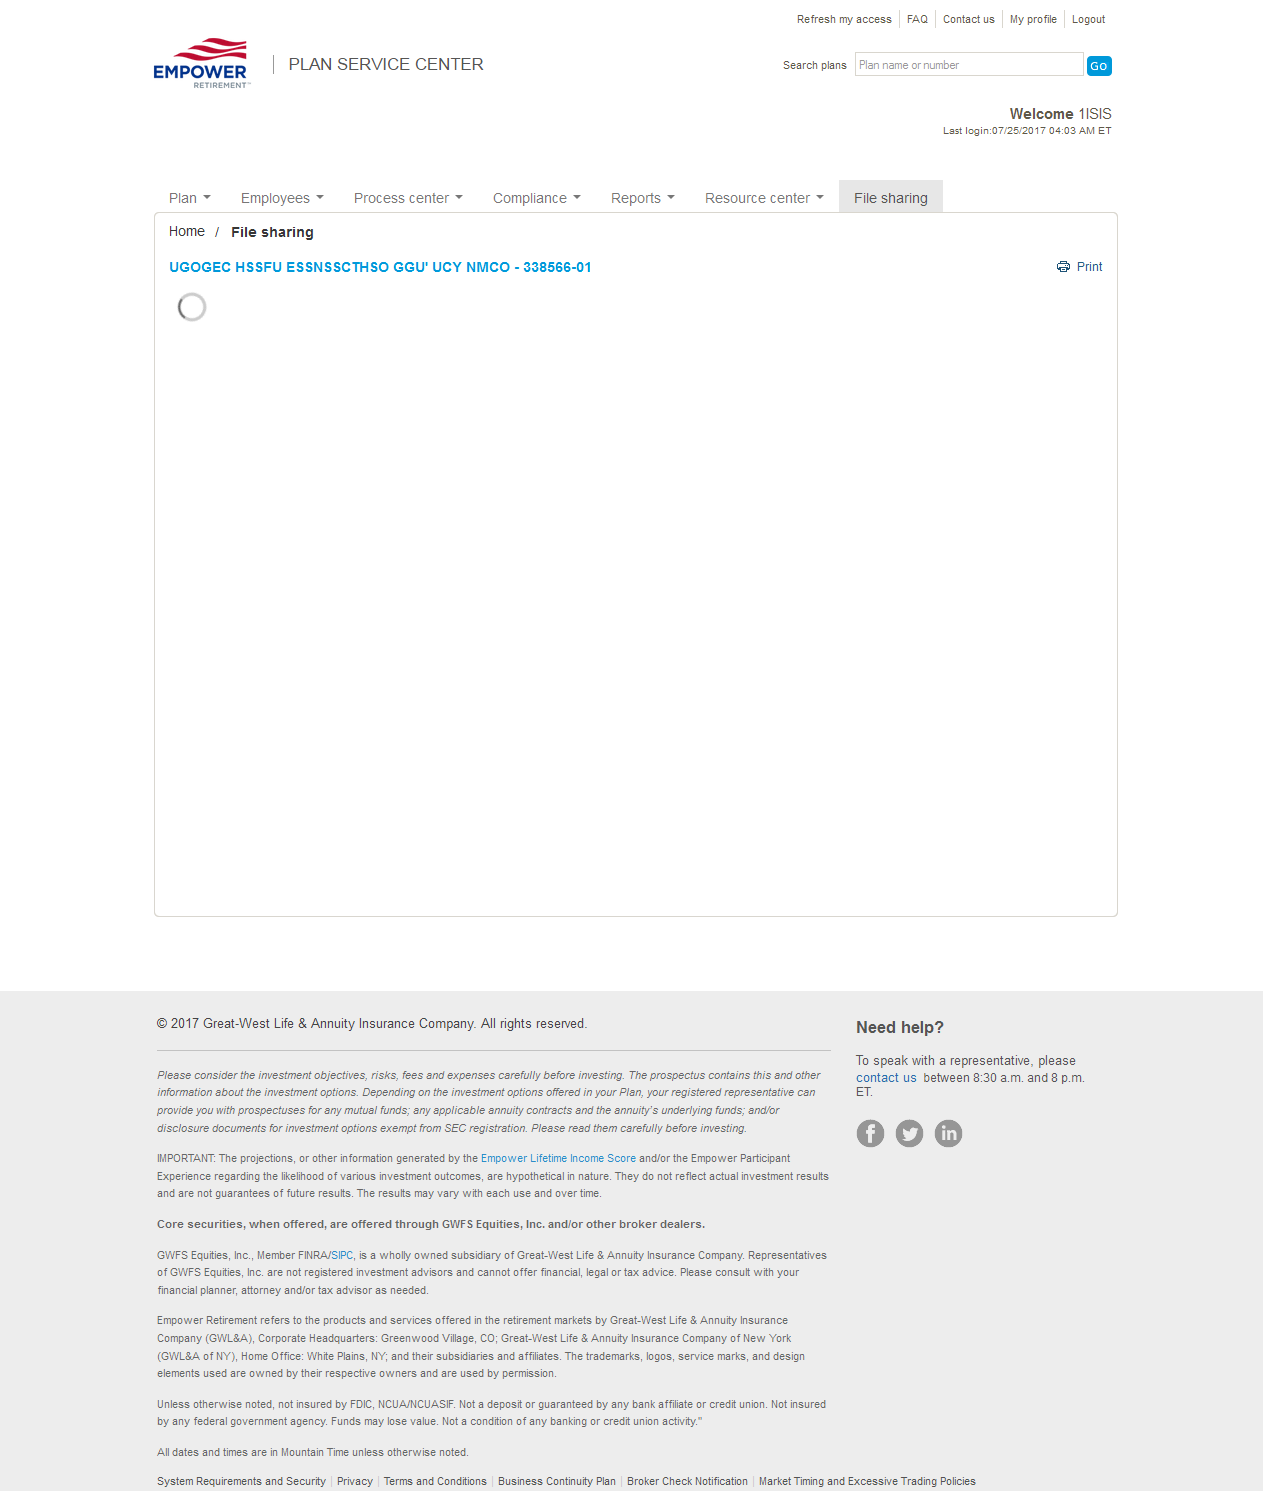 Refresh my access FAQ Contact us My profile Logout
EMPOWER
RETIREMENT™
PLAN SERVICE CENTER
Search plans Plan name or number Go
Welcome 1ISIS
Last login:07/25/2017 04:03 AM ET
Plan Employees Process center Compliance Reports Resource center File sharing
Home / File sharing
UGOGEC HSSFU ESSNSSCTHSO GGU' UCY NMCO - 338566-01
Print
© 2017 Great-West Life & Annuity Insurance Company. All rights reserved.
Please consider the investment objectives, risks, fees and expenses carefully before investing. The prospectus contains this and other
information about the investment options. Depending on the investment options offered in your Plan, your registered representative can
provide you with prospectuses for any mutual funds; any applicable annuity contracts and the annuity's underlying funds; and/or
disclosure documents for investment options exempt from SEC registration. Please read them carefully before investing.
IMPORTANT: The projections, or other information generated by the Empower Lifetime Income Score and/or the Empower Participant
Experience regarding the likelihood of various investment outcomes, are hypothetical in nature. They do not reflect actual investment results
and are not guarantees of future results. The results may vary with each use and over time.
Core securities, when offered, are offered through GWFS Equities, Inc. and/or other broker dealers.
GWFS Equities, Inc., Member FINRA/SIPC, is a wholly owned subsidiary of Great-West Life & Annuity Insurance Company. Representatives
of GWFS Equities, Inc. are not registered investment advisors and cannot offer financial, legal or tax advice. Please consult with your
financial planner, attorney and/or tax advisor as needed.
Empower Retirement refers to the products and services offered in the retirement markets by Great-West Life & Annuity Insurance
Company (GWL&A), Corporate Headquarters: Greenwood Village, CO; Great-West Life & Annuity Insurance Company of New York
(GWL&A of NY), Home Office: White Plains, NY; and their subsidiaries and affiliates. The trademarks, logos, service marks, and design
elements used are owned by their respective owners and are used by permission.
Unless otherwise noted, not insured by FDIC, NCUA/NCUASIF. Not a deposit or guaranteed by any bank affiliate or credit union. Not insured
by any federal government agency. Funds may lose value. Not a condition of any banking or credit union activity."
All dates and times are in Mountain Time unless otherwise noted.
System Requirements and Security Privacy Terms and Conditions Business Continuity Plan Broker Check Notification Market Timing and Excessive Trading Policies
Need help?
To speak with a representative, please
contact us between 8:30 a.m. and 8 p.m.
ET.